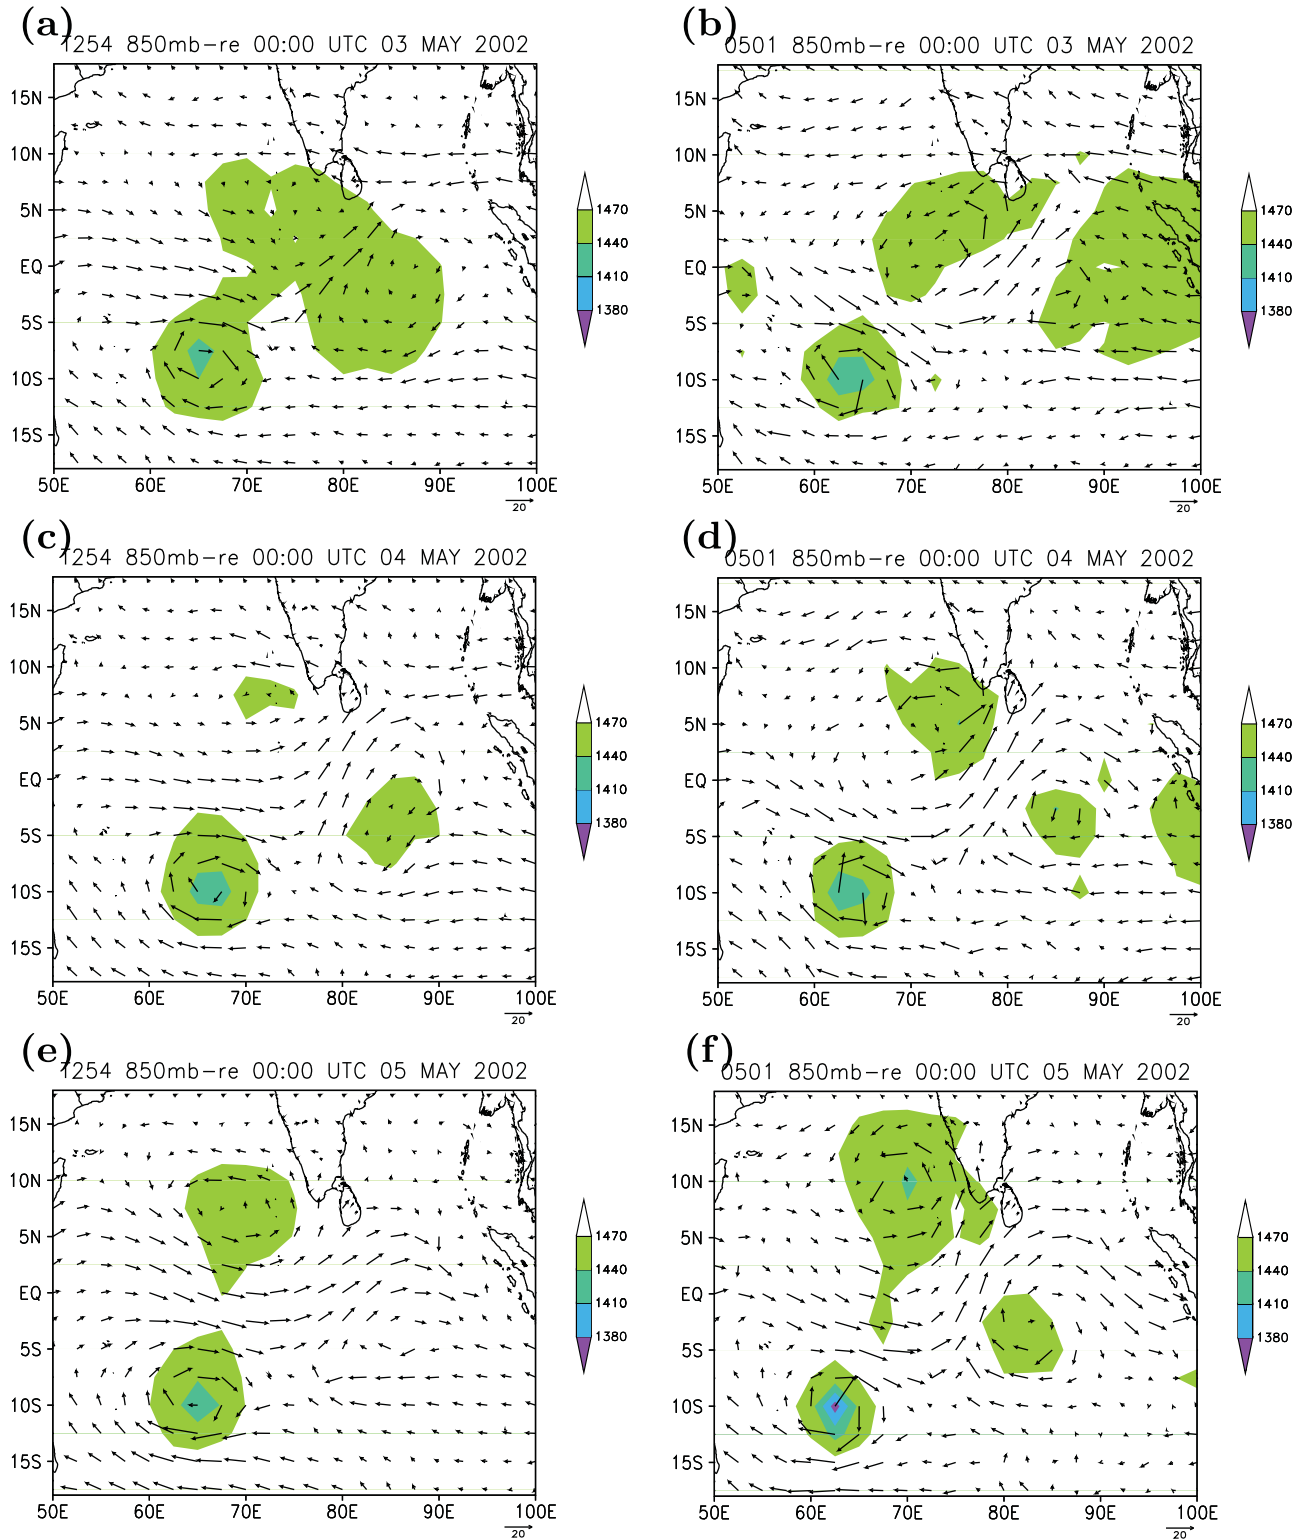 (a)
T254 850mb-re 00:00 UTC 03 MAY 2002
15N
10N
5N
EQ
5S
10S
15S
50E 60E 70E 80E 90E 100E
20
1470
1440
1410
1380
(b)
0501 850mb-re 00:00 UTC 03 MAY 2002
15N
10N
5N
EQ
5S
10S
15S
50E 60E 70E 80E 90E 100E
20
1470
1440
1410
1380
(c)
T254 850mb-re 00:00 UTC 04 MAY 2002
15N
10N
5N
EQ
5S
10S
15S
50E 60E 70E 80E 90E 100E
20
1470
1440
1410
1380
(d)
0501 850mb-re 00:00 UTC 04 MAY 2002
15N
10N
5N
EQ
5S
10S
15S
50E 60E 70E 80E 90E 100E
20
1470
1440
1410
1380
(e)
T254 850mb-re 00:00 UTC 05 MAY 2002
15N
10N
5N
EQ
5S
10S
15S
50E 60E 70E 80E 90E 100E
20
1470
1440
1410
1380
(f)
0501 850mb-re 00:00 UTC 05 MAY 2002
15N
10N
5N
EQ
5S
10S
15S
50E 60E 70E 80E 90E 100E
20
1470
1440
1410
1380